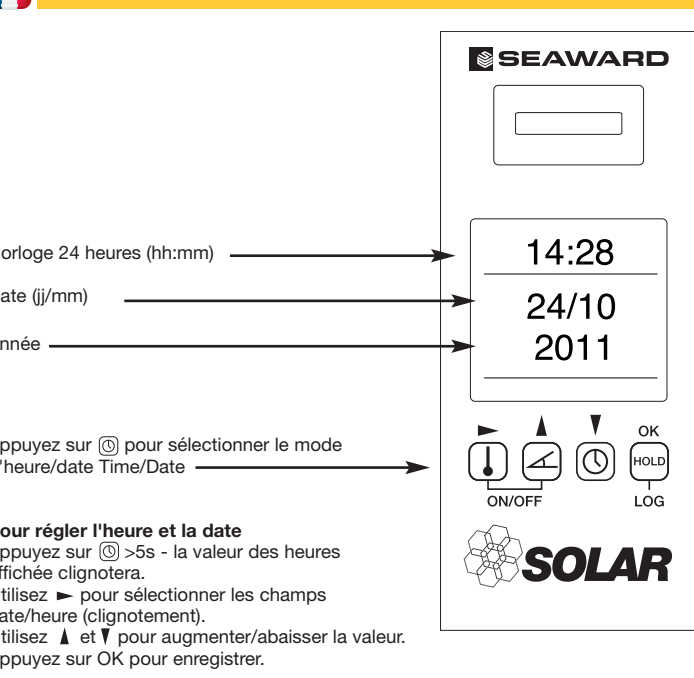 SEAWARD
orloge 24 heures (hh:mm)
14:28
ate (jj/mm)
24/10
nnée
2011
ppuyez sur pour sélectionner le mode
'heure/date Time/Date
OK
HOLD
ON/OFF
LOG
our régler l'heure et la date
ppuyez sur >5s - la valeur des heures
ffichée clignotera.
tilisez ► pour sélectionner les champs
ate/heure (clignotement).
tilisez ▲ et ▼ pour augmenter/abaisser la valeur.
ppuyez sur OK pour enregistrer.
SOLAR